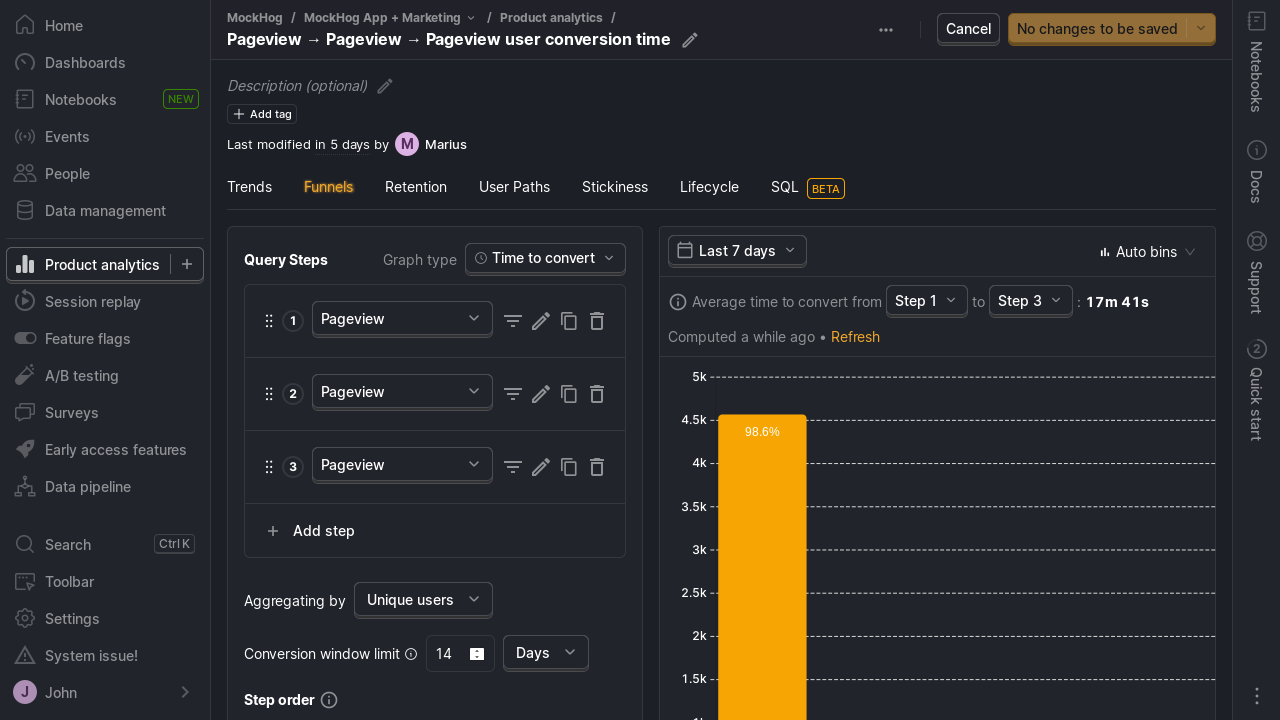 Home
Dashboards
Notebooks NEW
Events
People
Data management
Product analytics
Session replay
Feature flags
A/B testing
Surveys
Early access features
Data pipeline
Search Ctrl K
Toolbar
Settings
System issue!
J John
MockHog / MockHog App + Marketing / Product analytics /
Pageview → Pageview → Pageview user conversion time
Cancel
No changes to be saved
Description (optional)
Add tag
Last modified in 5 days by M Marius
Trends Funnels Retention User Paths Stickiness Lifecycle SQL BETA
Query Steps Graph type Time to convert
1 Pageview
2 Pageview
3 Pageview
Add step
Aggregating by Unique users
Conversion window limit 14 Days
Step order
Last 7 days Auto bins
Average time to convert from Step 1 to Step 3 : 17m 41s
Computed a while ago • Refresh
5k
4.5k
98.6%
4k
3.5k
3k
2.5k
2k
1.5k
Notebooks
Docs
Support
2 Quick start